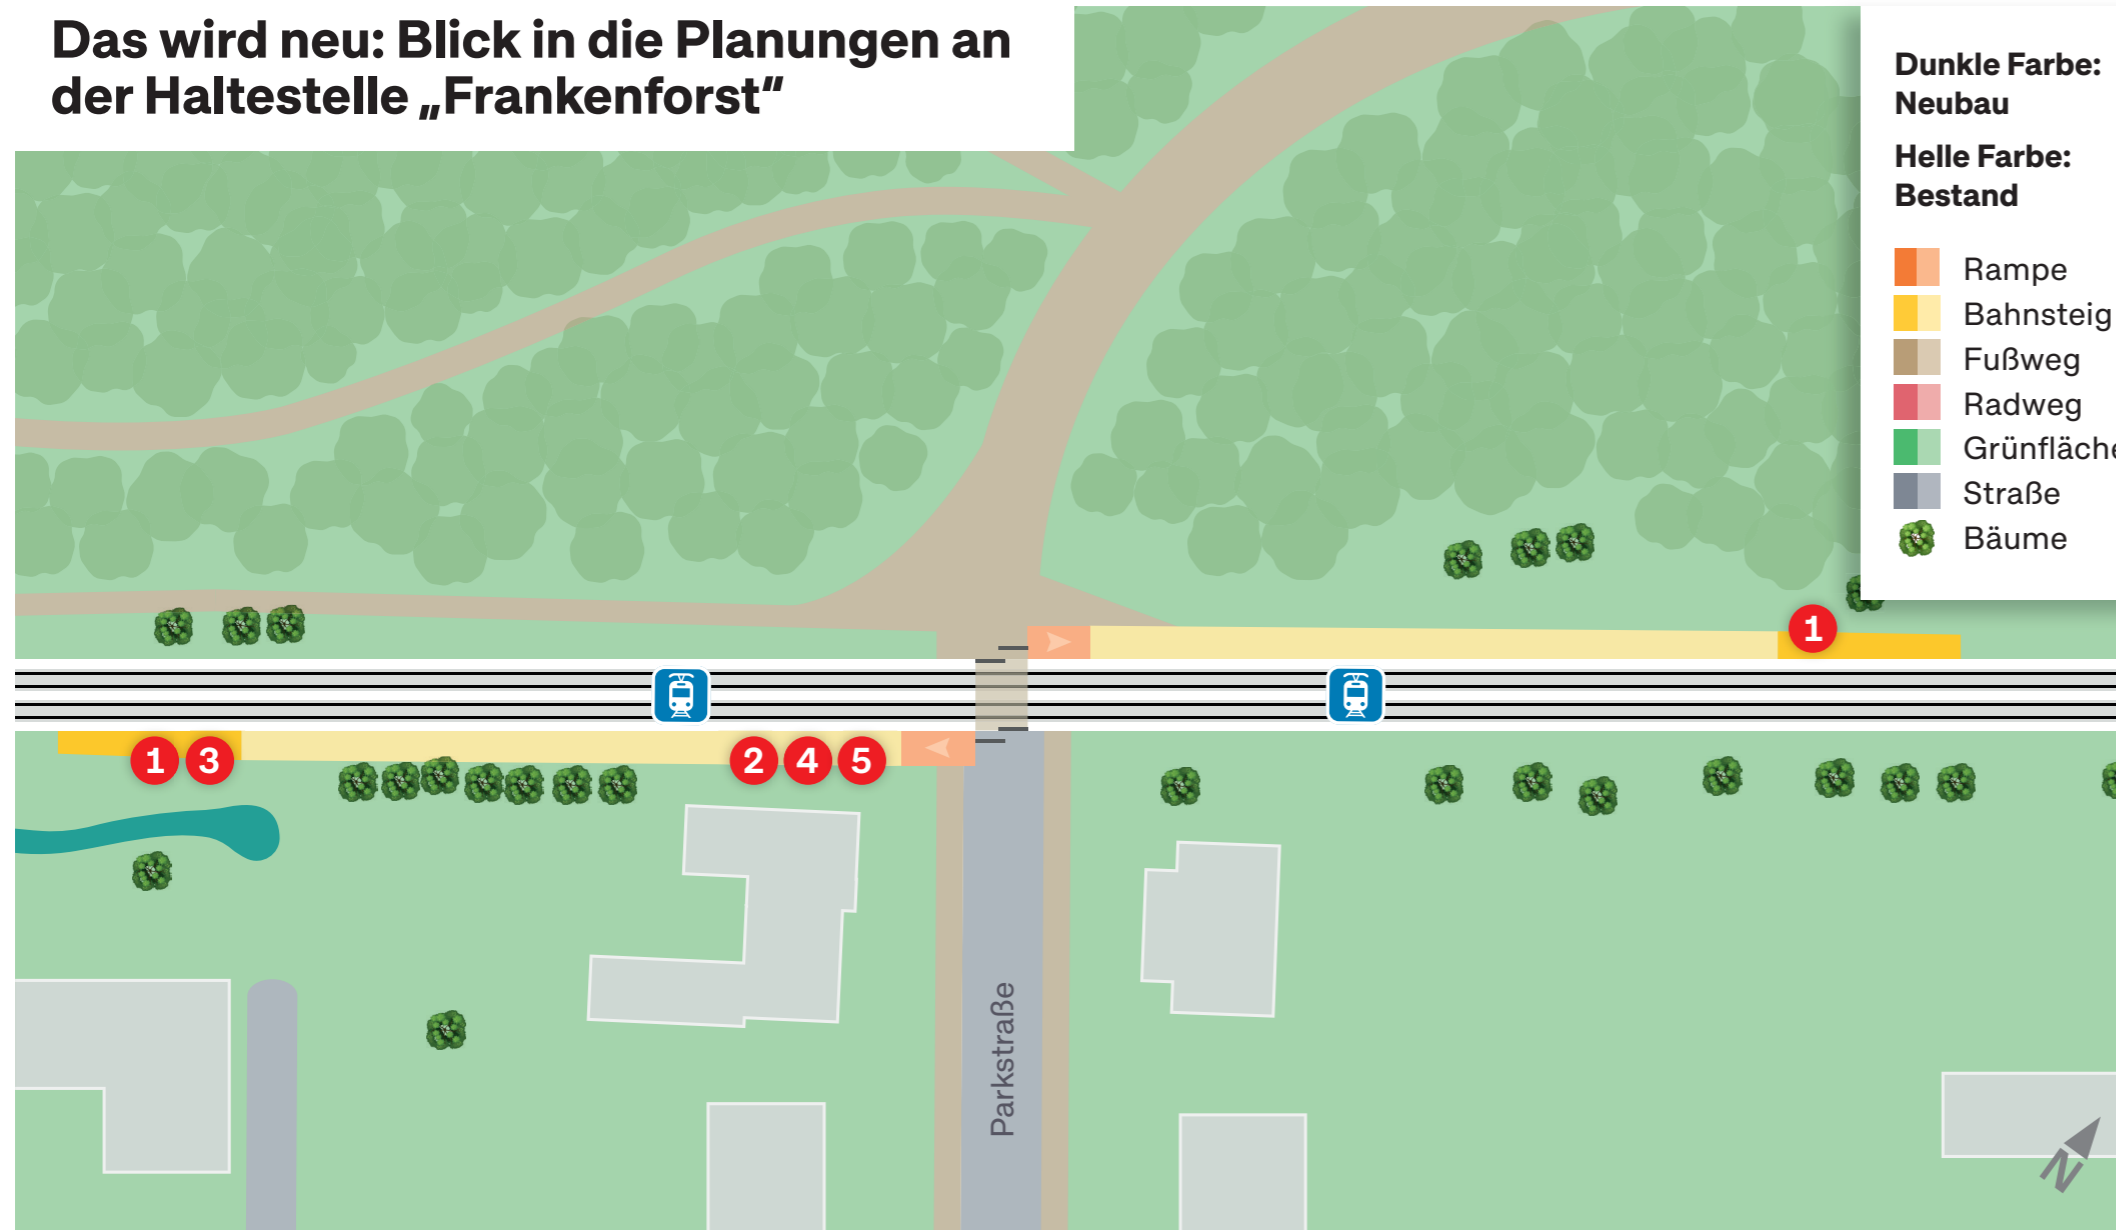 Das wird neu: Blick in die Planungen an
der Haltestelle „Frankenforst“
Dunkle Farbe:
Neubau
Helle Farbe:
Bestand
Rampe
Bahnsteig
Fußweg
Radweg
Grünfläche
Straße
Bäume
1
1
3
2
4
5
Parkstraße
N